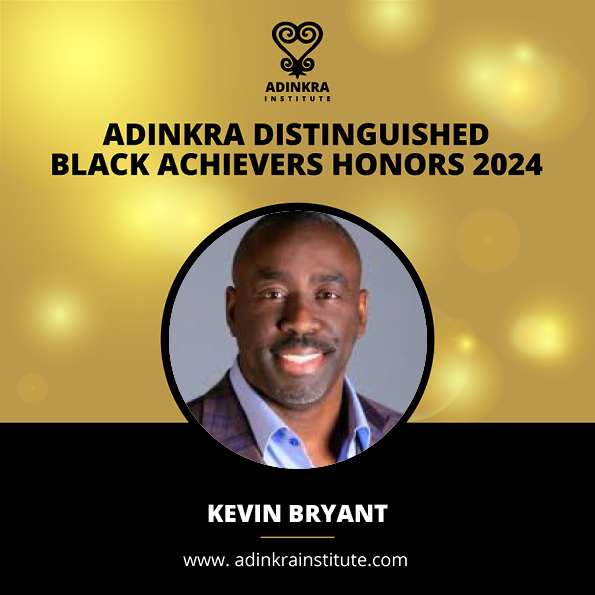 ADINKRA
INSTITUTE
ADINKRA DISTINGUISHED
BLACK ACHIEVERS HONORS 2024
KEVIN BRYANT
www. adinkrainstitute.com